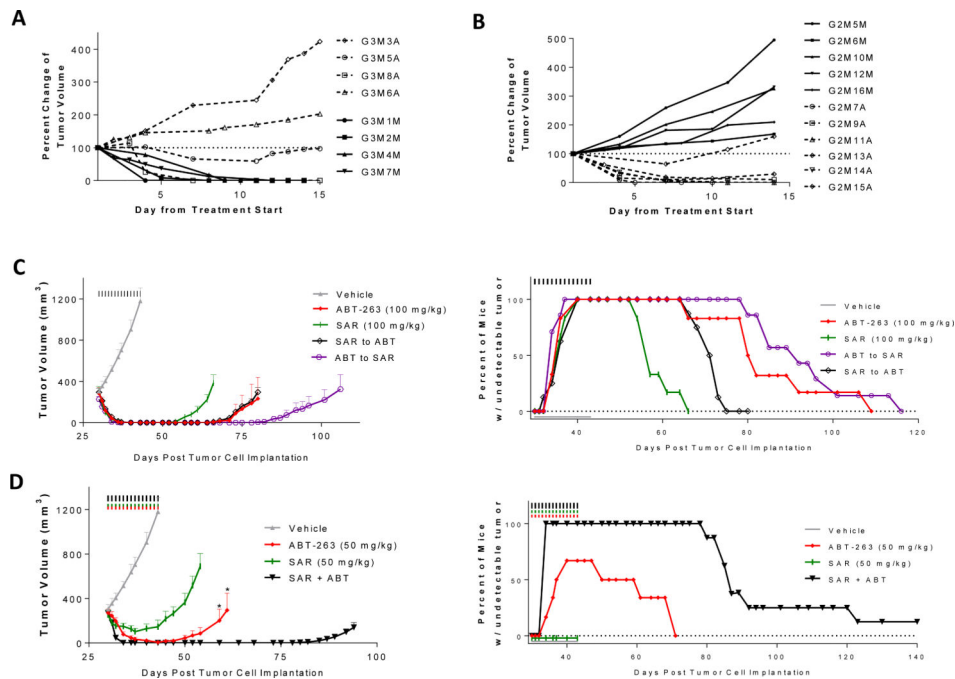 A
Percent Change of
Tumor Volume
400
300
200
100
0
5
10
15
Day from Treatment Start
G3M3A
G3M5A
G3M8A
G3M6A
G3M1M
G3M2M
G3M4M
G3M7M
B
Percent Change of
Tumor Volume
500
400
300
200
100
0
0
5
10
15
Day from Treatment Start
G2M5M
G2M6M
G2M10M
G2M12M
G2M16M
G2M7A
G2M9A
G2M11A
G2M13A
G2M14A
G2M15A
C
Tumor Volume (mm³)
1200
800
400
0
25
50
75
100
Days Post Tumor Cell Implantation
Vehicle
ABT-263 (100 mg/kg)
SAR (100 mg/kg)
SAR to ABT
ABT to SAR
Percent of Mice
w/ undetectable tumor
100
50
0
40
60
80
100
120
Days Post Tumor Cell Implantation
Vehicle
ABT-263 (100 mg/kg)
SAR (100 mg/kg)
ABT to SAR
SAR to ABT
D
Tumor Volume (mm³)
1200
800
400
0
25
50
75
100
Days Post Tumor Cell Implantation
Vehicle
ABT-263 (50 mg/kg)
SAR (50 mg/kg)
SAR + ABT
*
*
Percent of Mice
w/ undetectable tumor
100
50
0
40
60
80
100
120
140
Days Post Tumor Cell Implantation
Vehicle
ABT-263 (50 mg/kg)
SAR (50 mg/kg)
SAR + ABT